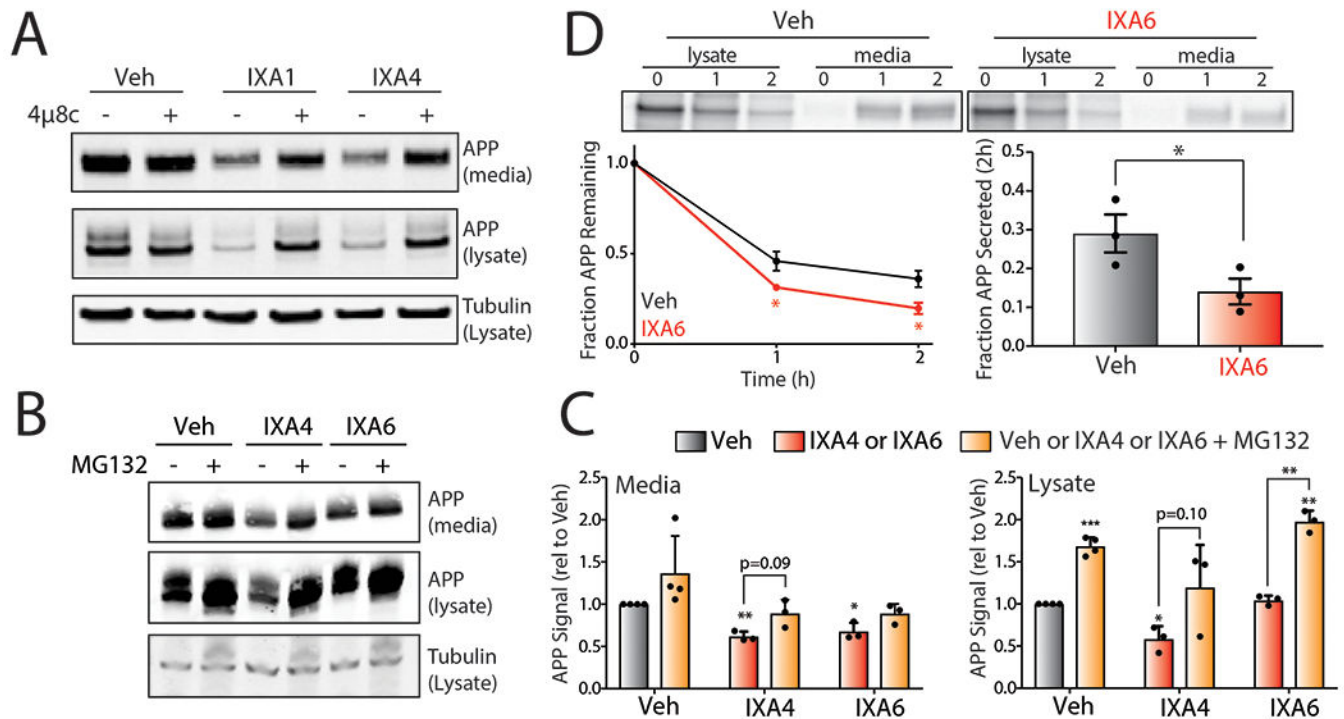 A
Veh IXA1 IXA4
4µ8c - + - + - +
APP
(media)
APP
(lysate)
Tubulin
(Lysate)
B
Veh IXA4 IXA6
MG132 - + - + - +
APP
(media)
APP
(lysate)
Tubulin
(Lysate)
D
Veh IXA6
lysate media lysate media
0 1 2 0 1 2 0 1 2 0 1 2
Fraction APP Remaining
1.0
0.5
0.0
Veh
IXA6
* *
0 1 2
Time (h)
Fraction APP Secreted (2h)
0.5
0.4
0.3
0.2
0.1
0.0
*
Veh IXA6
C
Veh IXA4 or IXA6 Veh or IXA4 or IXA6 + MG132
Media
APP Signal (rel to Veh)
2.5
2.0
1.5
1.0
0.5
0.0
p=0.09
** *
Veh IXA4 IXA6
Lysate
APP Signal (rel to Veh)
2.5
2.0
1.5
1.0
0.5
0.0
***
p=0.10
*
**
**
Veh IXA4 IXA6